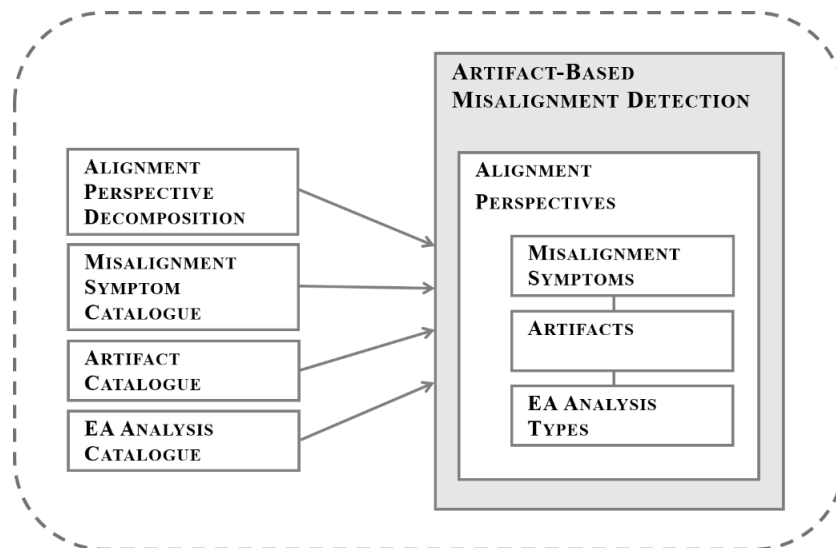 ARTIFACT-BASED
MISALIGNMENT DETECTION
ALIGNMENT
PERSPECTIVE
DECOMPOSITION
MISALIGNMENT
SYMPTOM
CATALOGUE
ARTIFACT
CATALOGUE
EA ANALYSIS
CATALOGUE
ALIGNMENT
PERSPECTIVES
MISALIGNMENT
SYMPTOMS
ARTIFACTS
EA ANALYSIS
TYPES